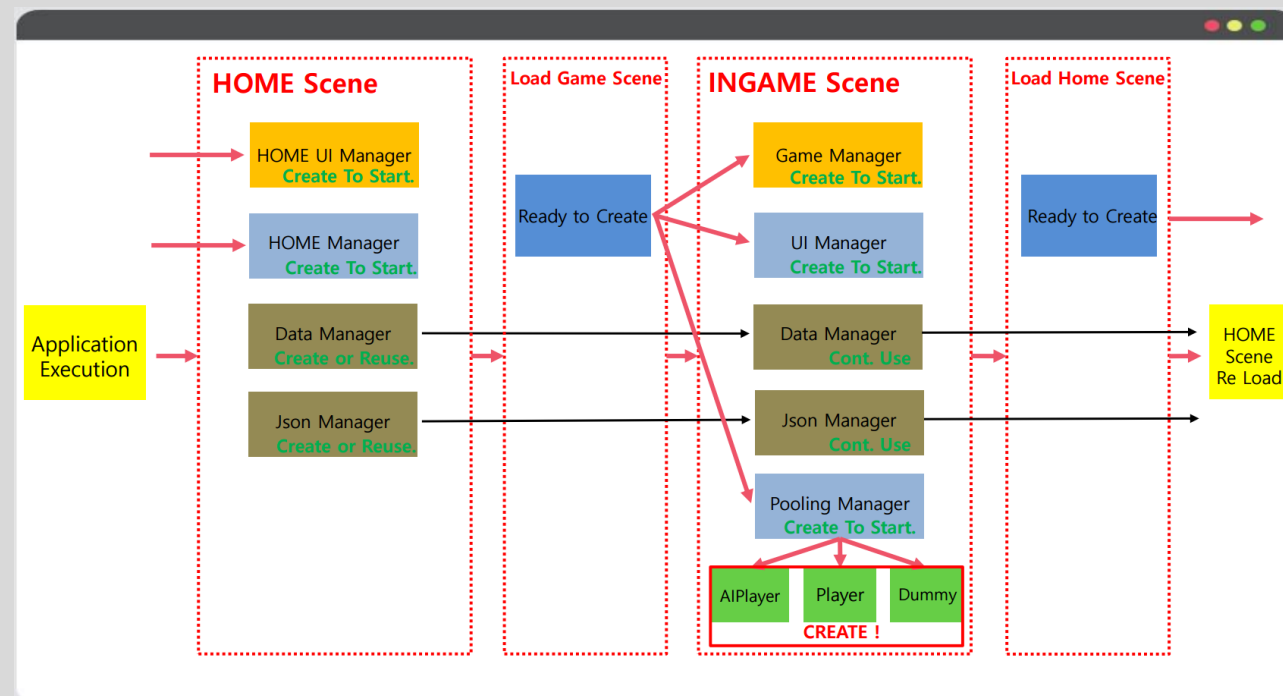 HOME Scene
Load Game Scene
INGAME Scene
Load Home Scene
HOME UI Manager
Create To Start.
Game Manager
Create To Start.
Ready to Create
Ready to Create
HOME Manager
Create To Start.
UI Manager
Create To Start.
Application
Execution
Data Manager
Create or Reuse.
Data Manager
Cont. Use
HOME
Scene
Re Load
Json Manager
Create or Reuse.
Json Manager
Cont. Use
Pooling Manager
Create To Start.
AIPlayer
Player
Dummy
CREATE !